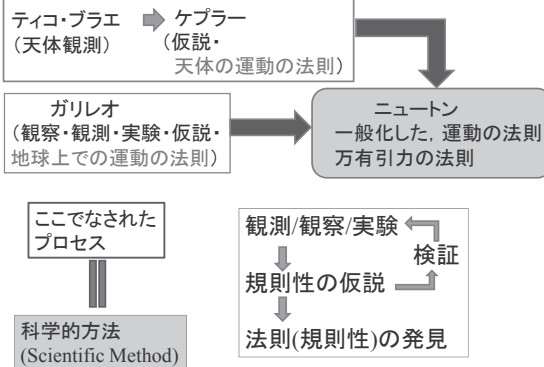 ティコ・ブラエ
(天体観測)
ケプラー
(仮説・
天体の運動の法則)
ガリレオ
(観察・観測・実験・仮説・
地球上での運動の法則)
ニュートン
一般化した, 運動の法則
万有引力の法則
ここでなされた
プロセス
科学的方法
(Scientific Method)
観測/観察/実験
検証
規則性の仮説
法則(規則性)の発見